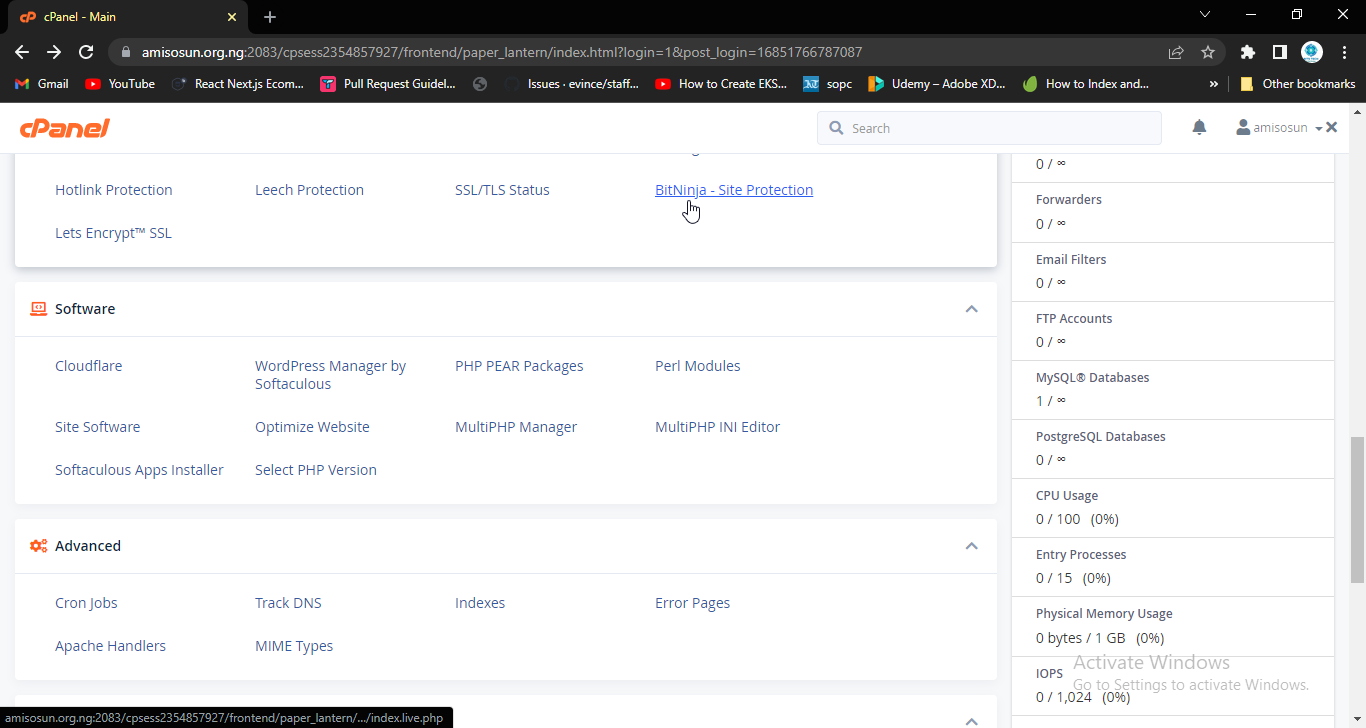 cPanel - Main
amisosun.org.ng:2083/cpsess2354857927/frontend/paper_lantern/index.html?login=1&post_login=16851766787087
Gmail YouTube React Next.js Ecom... Pull Request Guidel... Issues · evince/staff... How to Create EKS... sopc Udemy – Adobe XD... How to Index and... » Other bookmarks
cPanel Search amisosun
Hotlink Protection Leech Protection SSL/TLS Status BitNinja - Site Protection
Lets Encrypt™ SSL
Software
Cloudflare WordPress Manager by Softaculous PHP PEAR Packages Perl Modules
Site Software Optimize Website MultiPHP Manager MultiPHP INI Editor
Softaculous Apps Installer Select PHP Version
Advanced
Cron Jobs Track DNS Indexes Error Pages
Apache Handlers MIME Types
0 / ∞
Forwarders
0 / ∞
Email Filters
0 / ∞
FTP Accounts
0 / ∞
MySQL® Databases
1 / ∞
PostgreSQL Databases
0 / ∞
CPU Usage
0 / 100 (0%)
Entry Processes
0 / 15 (0%)
Physical Memory Usage
0 bytes / 1 GB (0%)
IOPS
0 / 1,024 (0%)
Activate Windows
Go to Settings to activate Windows.
amisosun.org.ng:2083/cpsess2354857927/frontend/paper_lantern/.../index.live.php